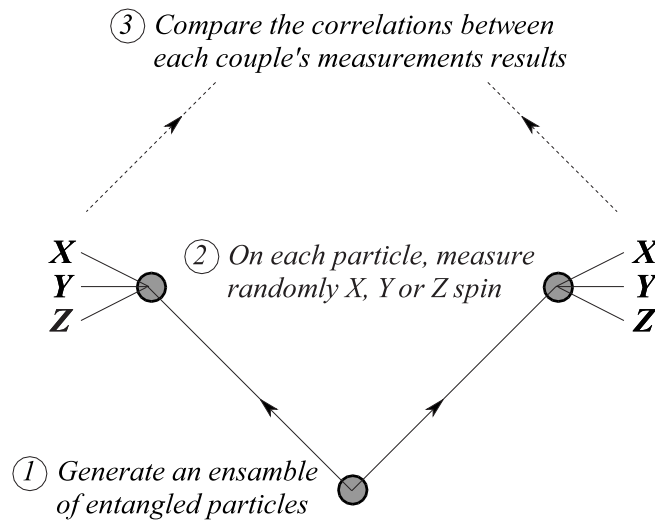 3 Compare the correlations between
each couple's measurements results
X
Y
Z
2 On each particle, measure
randomly X, Y or Z spin
X
Y
Z
1 Generate an ensamble
of entangled particles